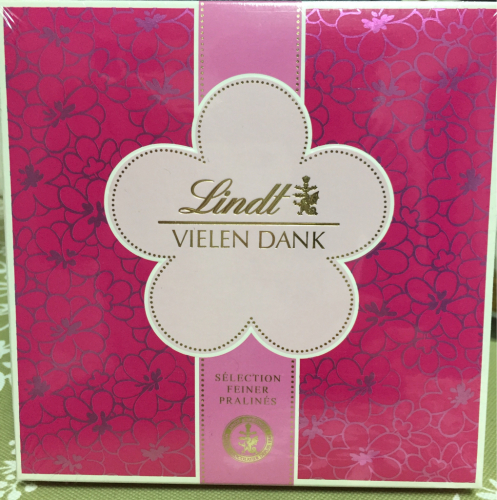 Lindt
VIELEN DANK
SÉLECTION
FEINER
PRALINÉS